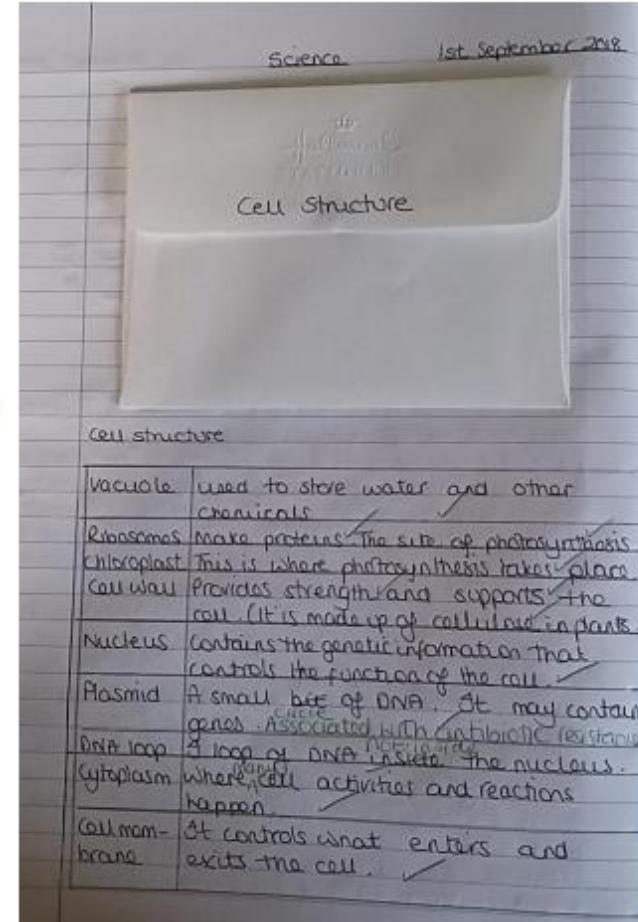 Science 1st September 2018
Hallmark
Cell Structure
Cell structure
Vacuole used to store water and other
chemicals
Ribosomes Make proteins. The site of photosynthesis
Chloroplast This is where photosynthesis takes place
Cell wall Provides strength and supports the
cell. (It is made up of cellulose in plants.
Nucleus Contains the genetic information that
controls the function of the cell.
Plasmid A small bit of DNA. It may contain
circle
genes. Associated with antibiotic resistance
DNA loop A loop of DNA inside the nucleus.
not
Cytoplasm Where cell activities and reactions
many
happen.
Cell mem- It controls what enters and
brane exits the cell.